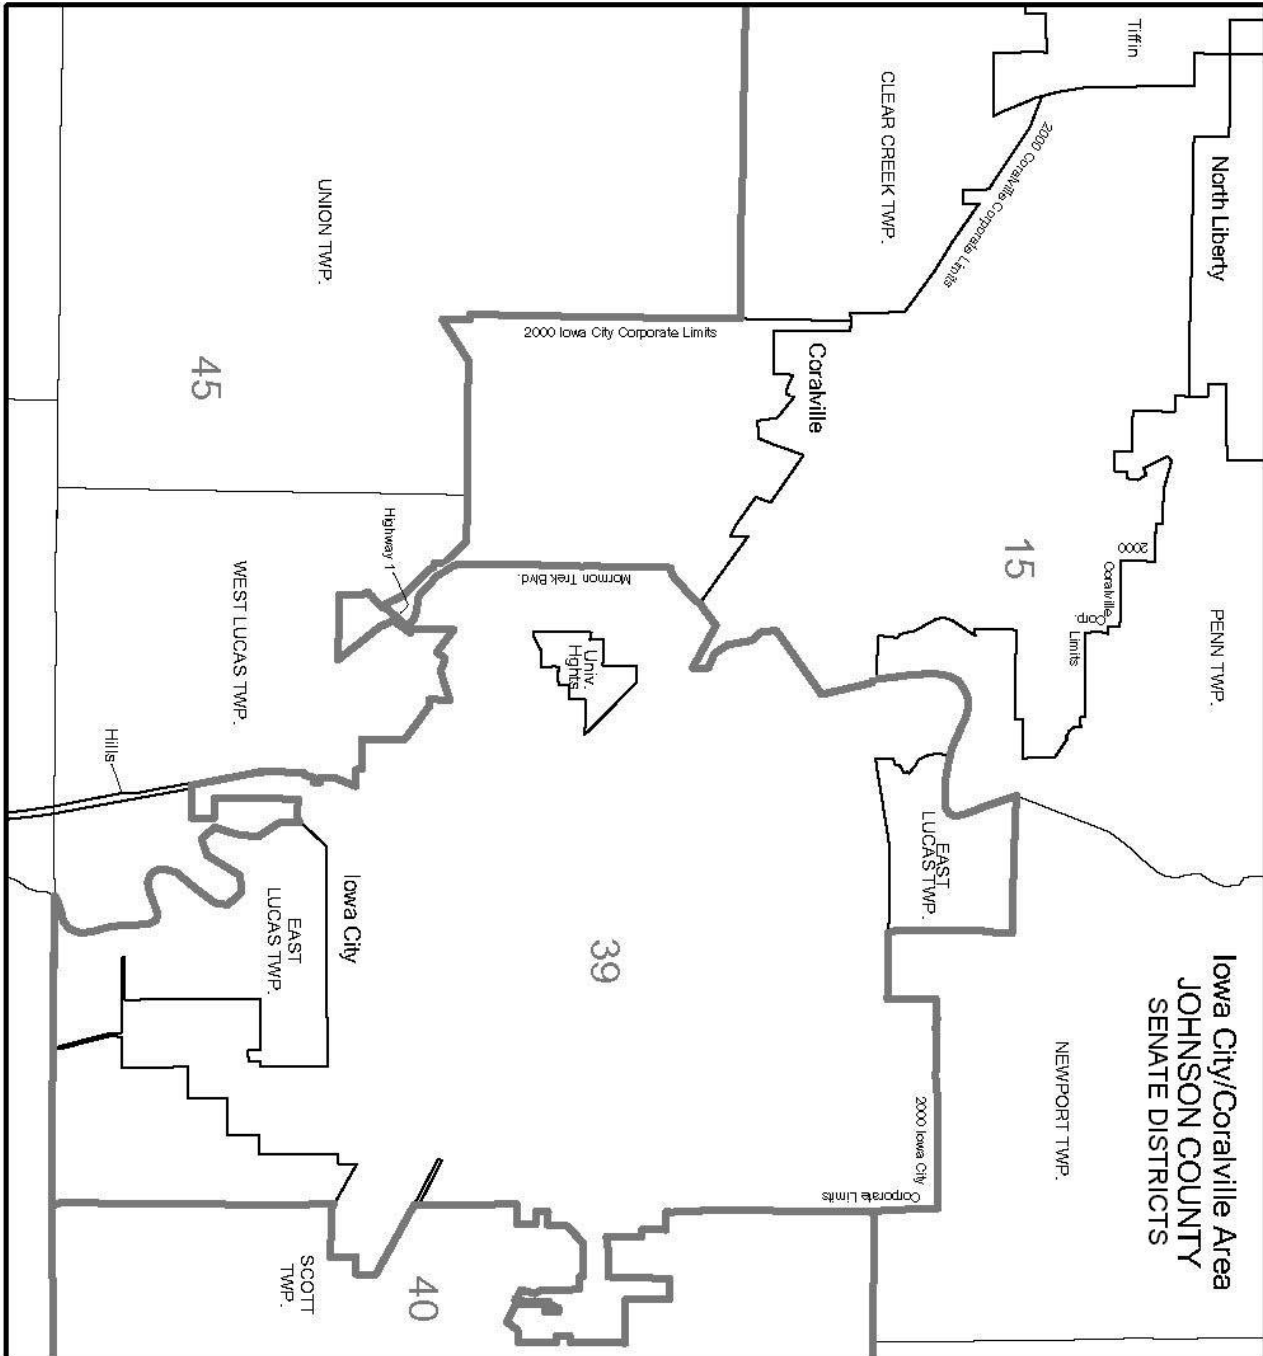 Iowa City/Coralville Area
JOHNSON COUNTY
SENATE DISTRICTS
Tiffin
North Liberty
CLEAR CREEK TWP.
2000 Coralville Corporate Limits
UNION TWP.
2000 Iowa City Corporate Limits
Coralville
45
15
2000
Coralville
Corp.
Limits
PENN TWP.
Highway 1
Mormon Trek Blvd.
WEST LUCAS TWP.
Univ.
Hghts
Hills
EAST
LUCAS TWP.
Iowa City
EAST
LUCAS TWP.
39
NEWPORT TWP.
2000 Iowa City
Corporate Limits
SCOTT
TWP.
40